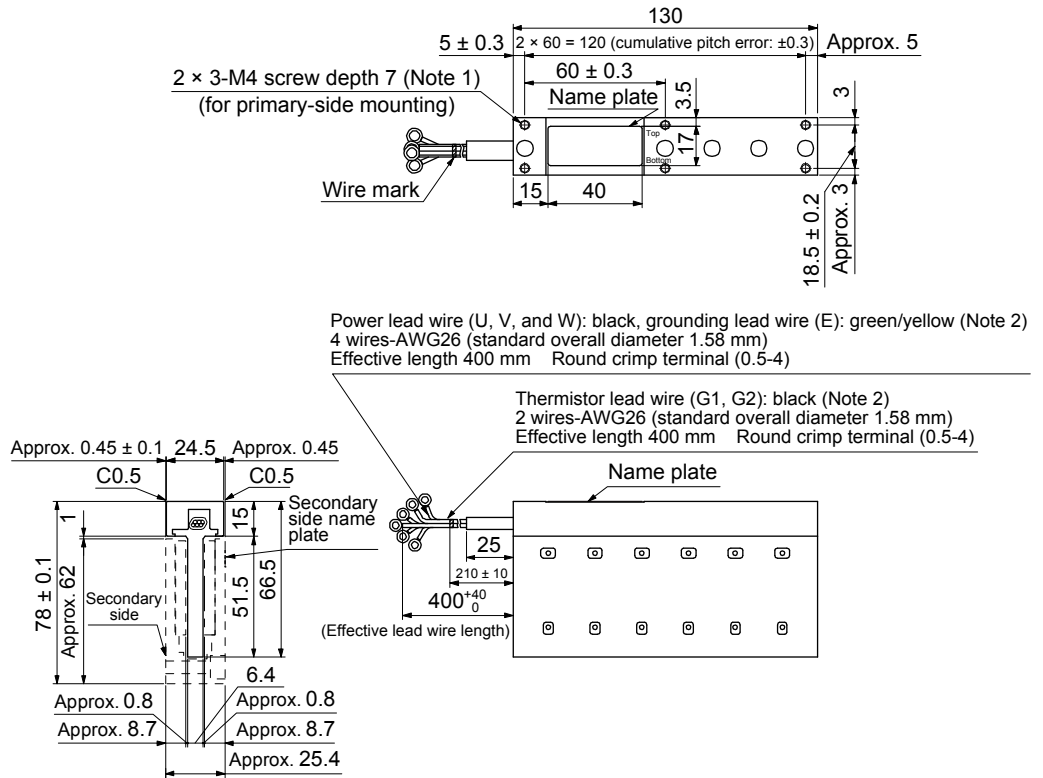 130
5 ± 0.3
2 × 60 = 120 (cumulative pitch error: ±0.3)
Approx. 5
60 ± 0.3
2 × 3-M4 screw depth 7 (Note 1)
(for primary-side mounting)
Name plate
3.5
3
Top
17
Bottom
Wire mark
15
40
18.5 ± 0.2
Approx. 3
Power lead wire (U, V, and W): black, grounding lead wire (E): green/yellow (Note 2)
4 wires-AWG26 (standard overall diameter 1.58 mm)
Effective length 400 mm Round crimp terminal (0.5-4)
Thermistor lead wire (G1, G2): black (Note 2)
2 wires-AWG26 (standard overall diameter 1.58 mm)
Effective length 400 mm Round crimp terminal (0.5-4)
Approx. 0.45 ± 0.1
24.5
Approx. 0.45
C0.5
C0.5
Name plate
Secondary
side name
plate
1
15
78 ± 0.1
Approx. 62
51.5
66.5
Secondary
side
25
210 ± 10
400 +40 0
(Effective lead wire length)
6.4
Approx. 0.8
Approx. 0.8
Approx. 8.7
Approx. 8.7
Approx. 25.4